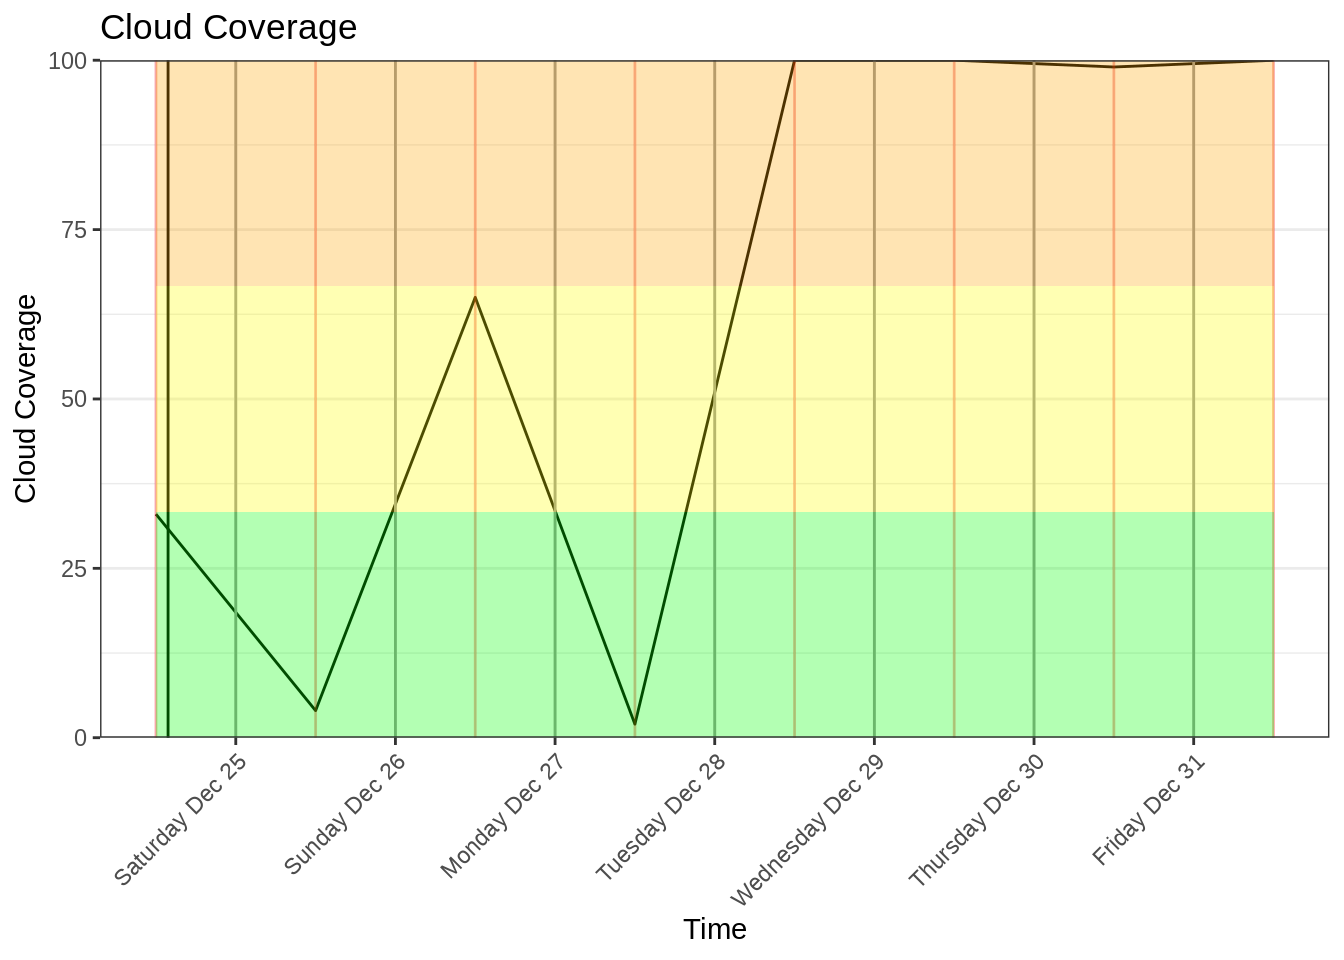 Cloud Coverage
100
75
50
25
0
Cloud Coverage
Saturday Dec 25
Sunday Dec 26
Monday Dec 27
Tuesday Dec 28
Wednesday Dec 29
Thursday Dec 30
Friday Dec 31
Time